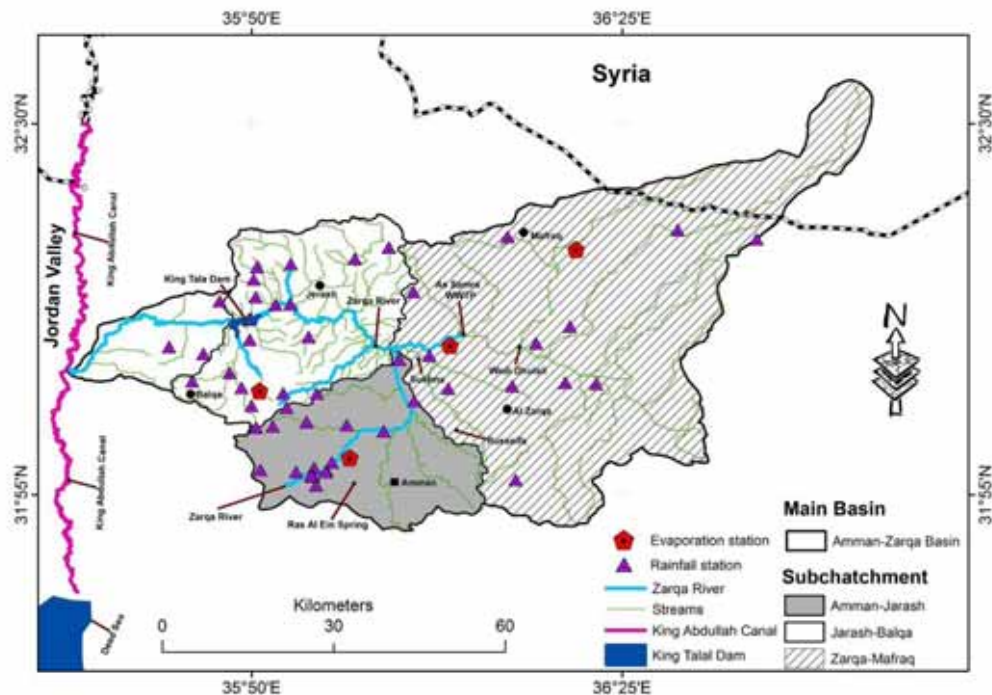 35°50'E
36°25'E
Syria
32°30'N
32°30'N
Jordan Valley
King Abdullah Canal
King Abdullah Canal
Mafraq
King Tala Dam
Jerash
Zarqa River
As Samra
WWTP
Sukhna
Wadi Dhuliel
Balqa
Al Zarqa
Russeifa
N
31°55'N
31°55'N
Amman
Zarqa River
Ras Al Ein Spring
Dead Sea
Kilometers
0
30
60
Evaporation station
Rainfall station
Zarqa River
Streams
King Abdullah Canal
King Talal Dam
Main Basin
Amman-Zarqa Basin
Subchatchment
Amman-Jarash
Jarash-Balqa
Zarqa-Mafraq
35°50'E
36°25'E